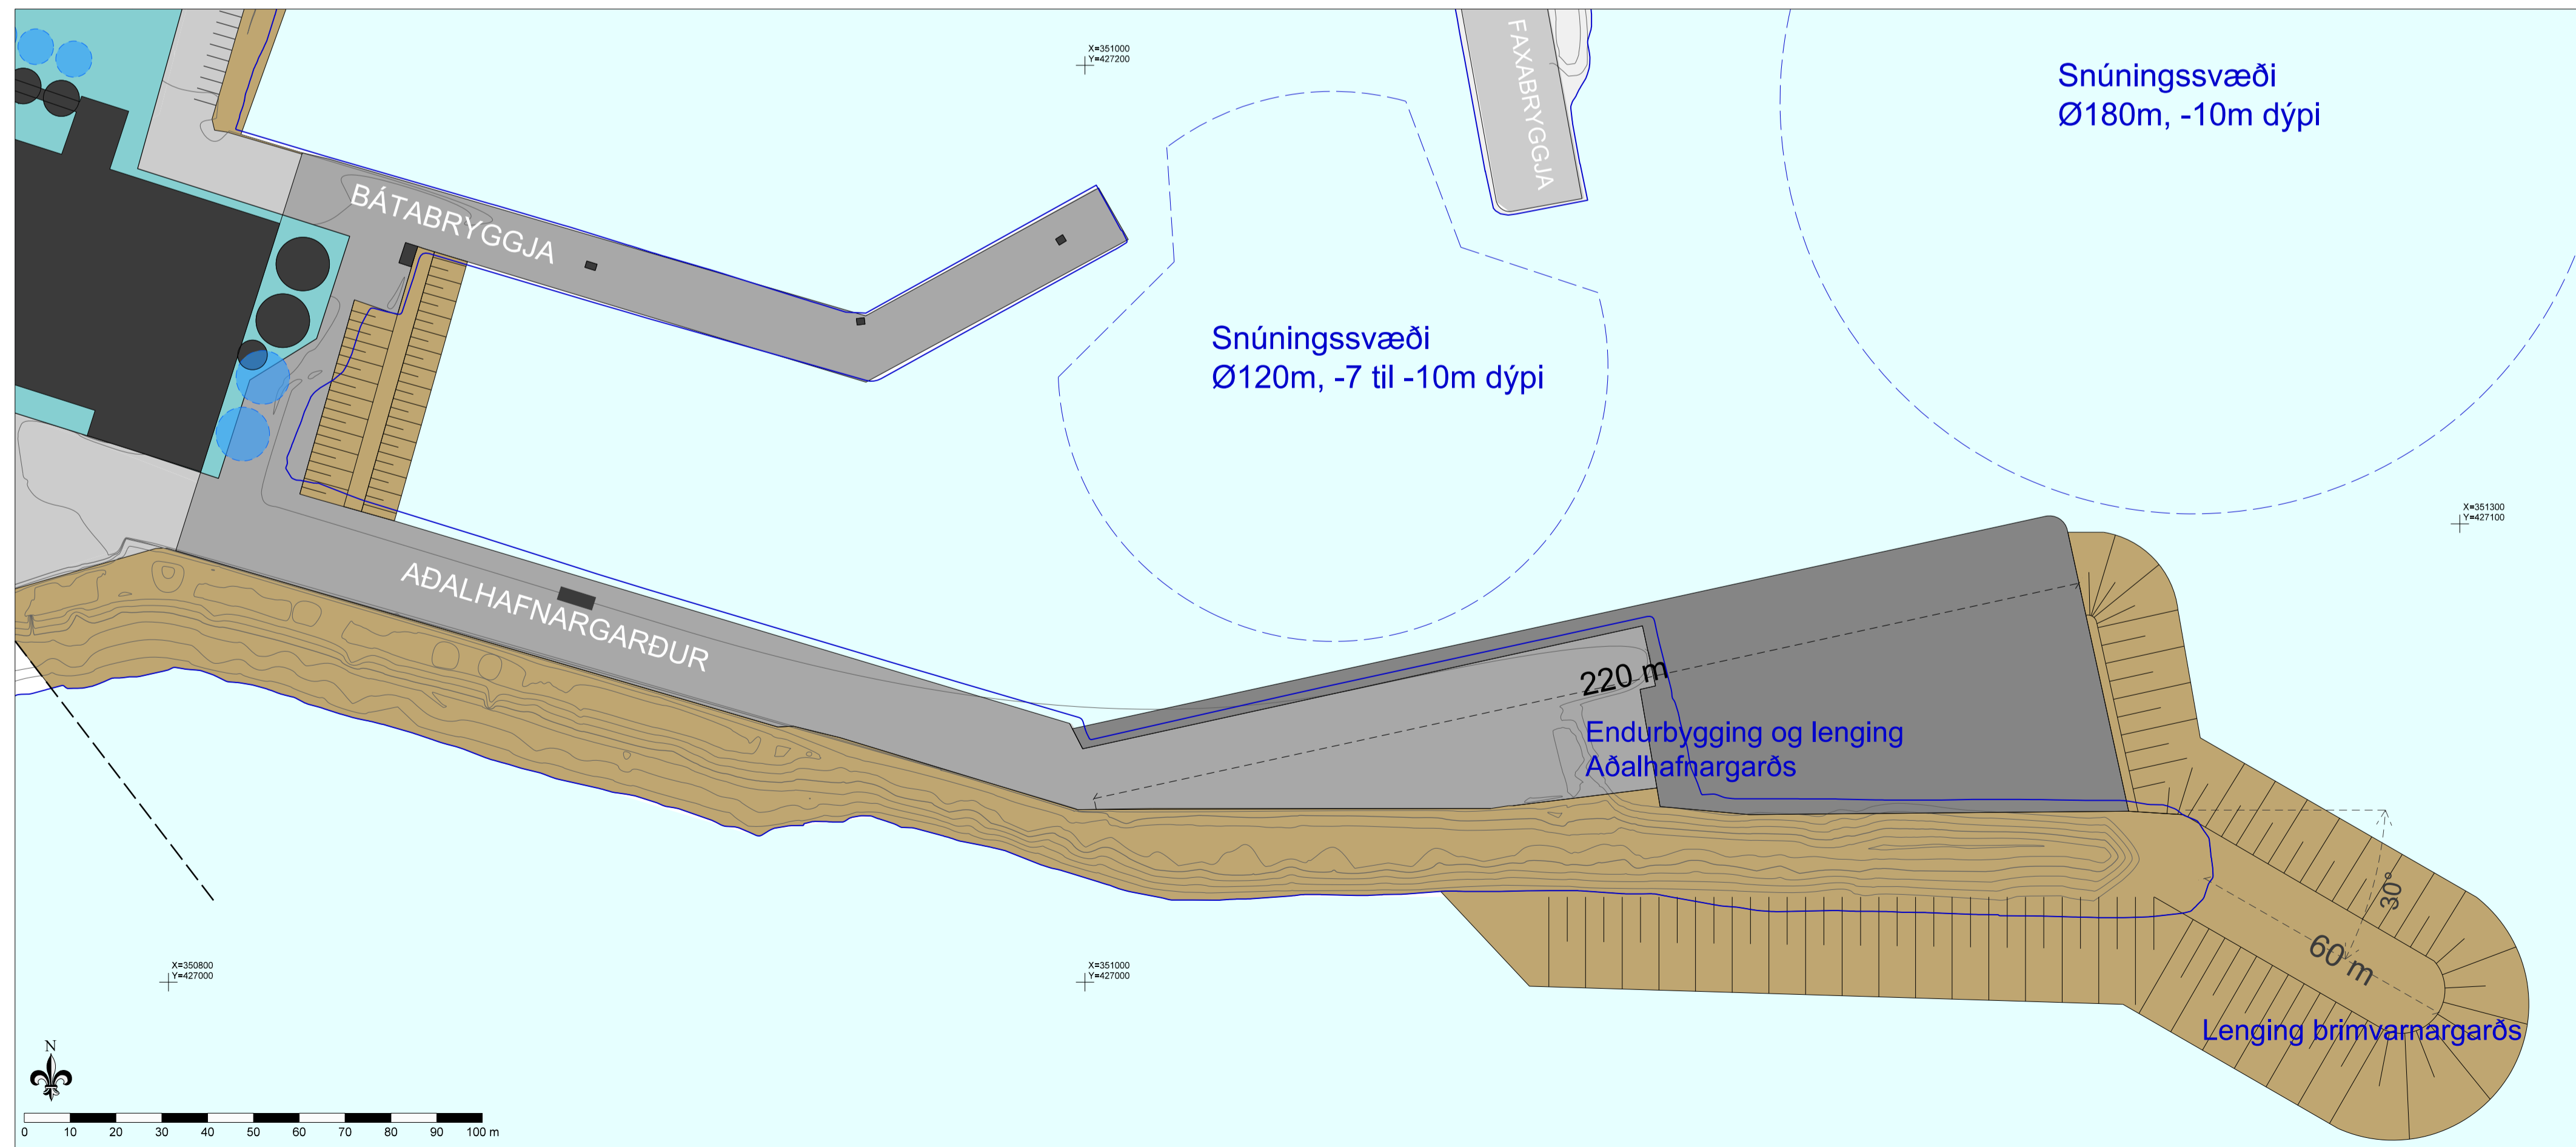 X=351000
Y=427200
FAXABRYGGJA
Snúningssvæði
Ø180m, -10m dýpi
BÁTABRYGGJA
Snúningssvæði
Ø120m, -7 til -10m dýpi
X=351300
Y=427100
AÐALHAFNARGARÐUR
220 m
Endurbygging og lenging
Aðalhafnargarðs
30°
60 m
X=350800
Y=427000
X=351000
Y=427000
Lenging brimvarnargarðs
N
S
0 10 20 30 40 50 60 70 80 90 100 m